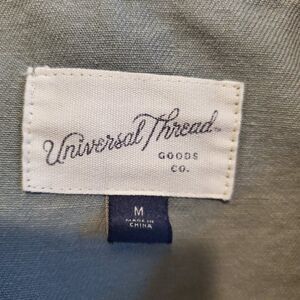 Universal Thread
GOODS
CO.
M
MADE IN
CHINA